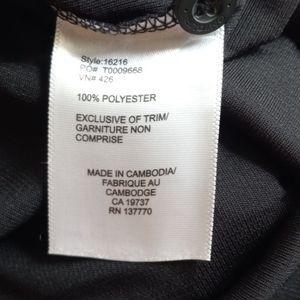 Style:16216
PO# T0009668
VN# 426
100% POLYESTER
EXCLUSIVE OF TRIM/
GARNITURE NON
COMPRISE
MADE IN CAMBODIA/
FABRIQUE AU
CAMBODGE
CA 19737
RN 137770